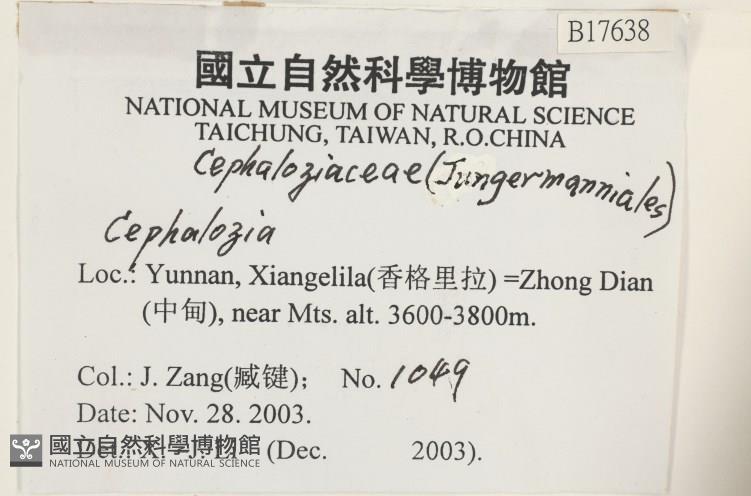 B17638
國立自然科學博物館
NATIONAL MUSEUM OF NATURAL SCIENCE
TAICHUNG, TAIWAN, R.O.CHINA
Cephaloziaceae (Jungermanniales)
Cephalozia
Loc.: Yunnan, Xiangelila(香格里拉) =Zhong Dian
(中甸), near Mts. alt. 3600-3800m.
Col.: J. Zang(臧键); No. 1049
Date: Nov. 28. 2003.
(Dec. 2003).
國立自然科學博物館
NATIONAL MUSEUM OF NATURAL SCIENCE